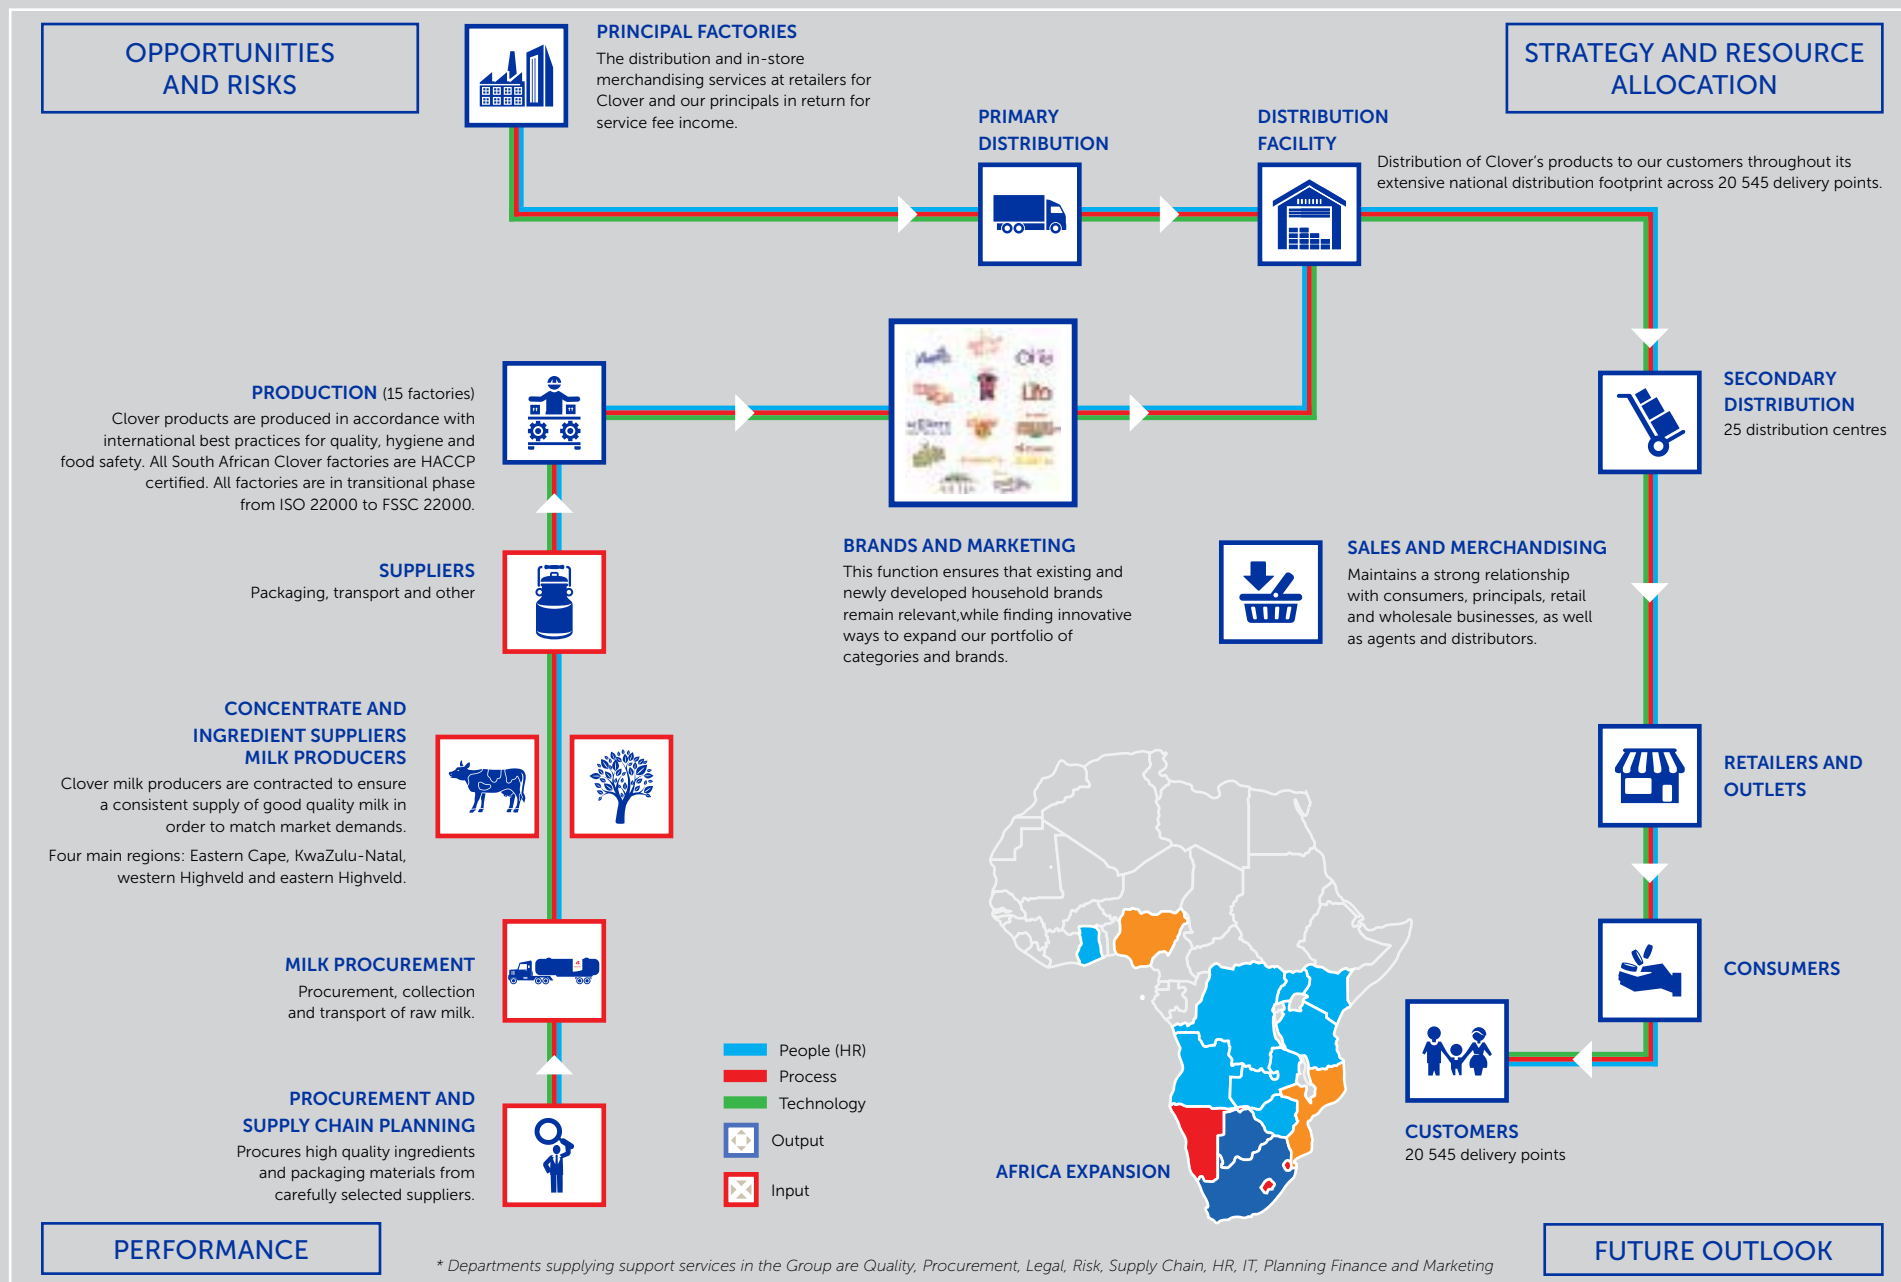 OPPORTUNITIES
AND RISKS
PRINCIPAL FACTORIES
The distribution and in-store
merchandising services at retailers for
Clover and our principals in return for
service fee income.
STRATEGY AND RESOURCE
ALLOCATION
PRIMARY
DISTRIBUTION
DISTRIBUTION
FACILITY
Distribution of Clover's products to our customers throughout its
extensive national distribution footprint across 20 545 delivery points.
PRODUCTION (15 factories)
Clover products are produced in accordance with
international best practices for quality, hygiene and
food safety. All South African Clover factories are HACCP
certified. All factories are in transitional phase
from ISO 22000 to FSSC 22000.
SECONDARY
DISTRIBUTION
25 distribution centres
SUPPLIERS
Packaging, transport and other
BRANDS AND MARKETING
This function ensures that existing and
newly developed household brands
remain relevant,while finding innovative
ways to expand our portfolio of
categories and brands.
SALES AND MERCHANDISING
Maintains a strong relationship
with consumers, principals, retail
and wholesale businesses, as well
as agents and distributors.
CONCENTRATE AND
INGREDIENT SUPPLIERS
MILK PRODUCERS
Clover milk producers are contracted to ensure
a consistent supply of good quality milk in
order to match market demands.
Four main regions: Eastern Cape, KwaZulu-Natal,
western Highveld and eastern Highveld.
RETAILERS AND
OUTLETS
MILK PROCUREMENT
Procurement, collection
and transport of raw milk.
CONSUMERS
People (HR)
Process
Technology
Output
Input
PROCUREMENT AND
SUPPLY CHAIN PLANNING
Procures high quality ingredients
and packaging materials from
carefully selected suppliers.
AFRICA EXPANSION
CUSTOMERS
20 545 delivery points
PERFORMANCE
FUTURE OUTLOOK
* Departments supplying support services in the Group are Quality, Procurement, Legal, Risk, Supply Chain, HR, IT, Planning Finance and Marketing